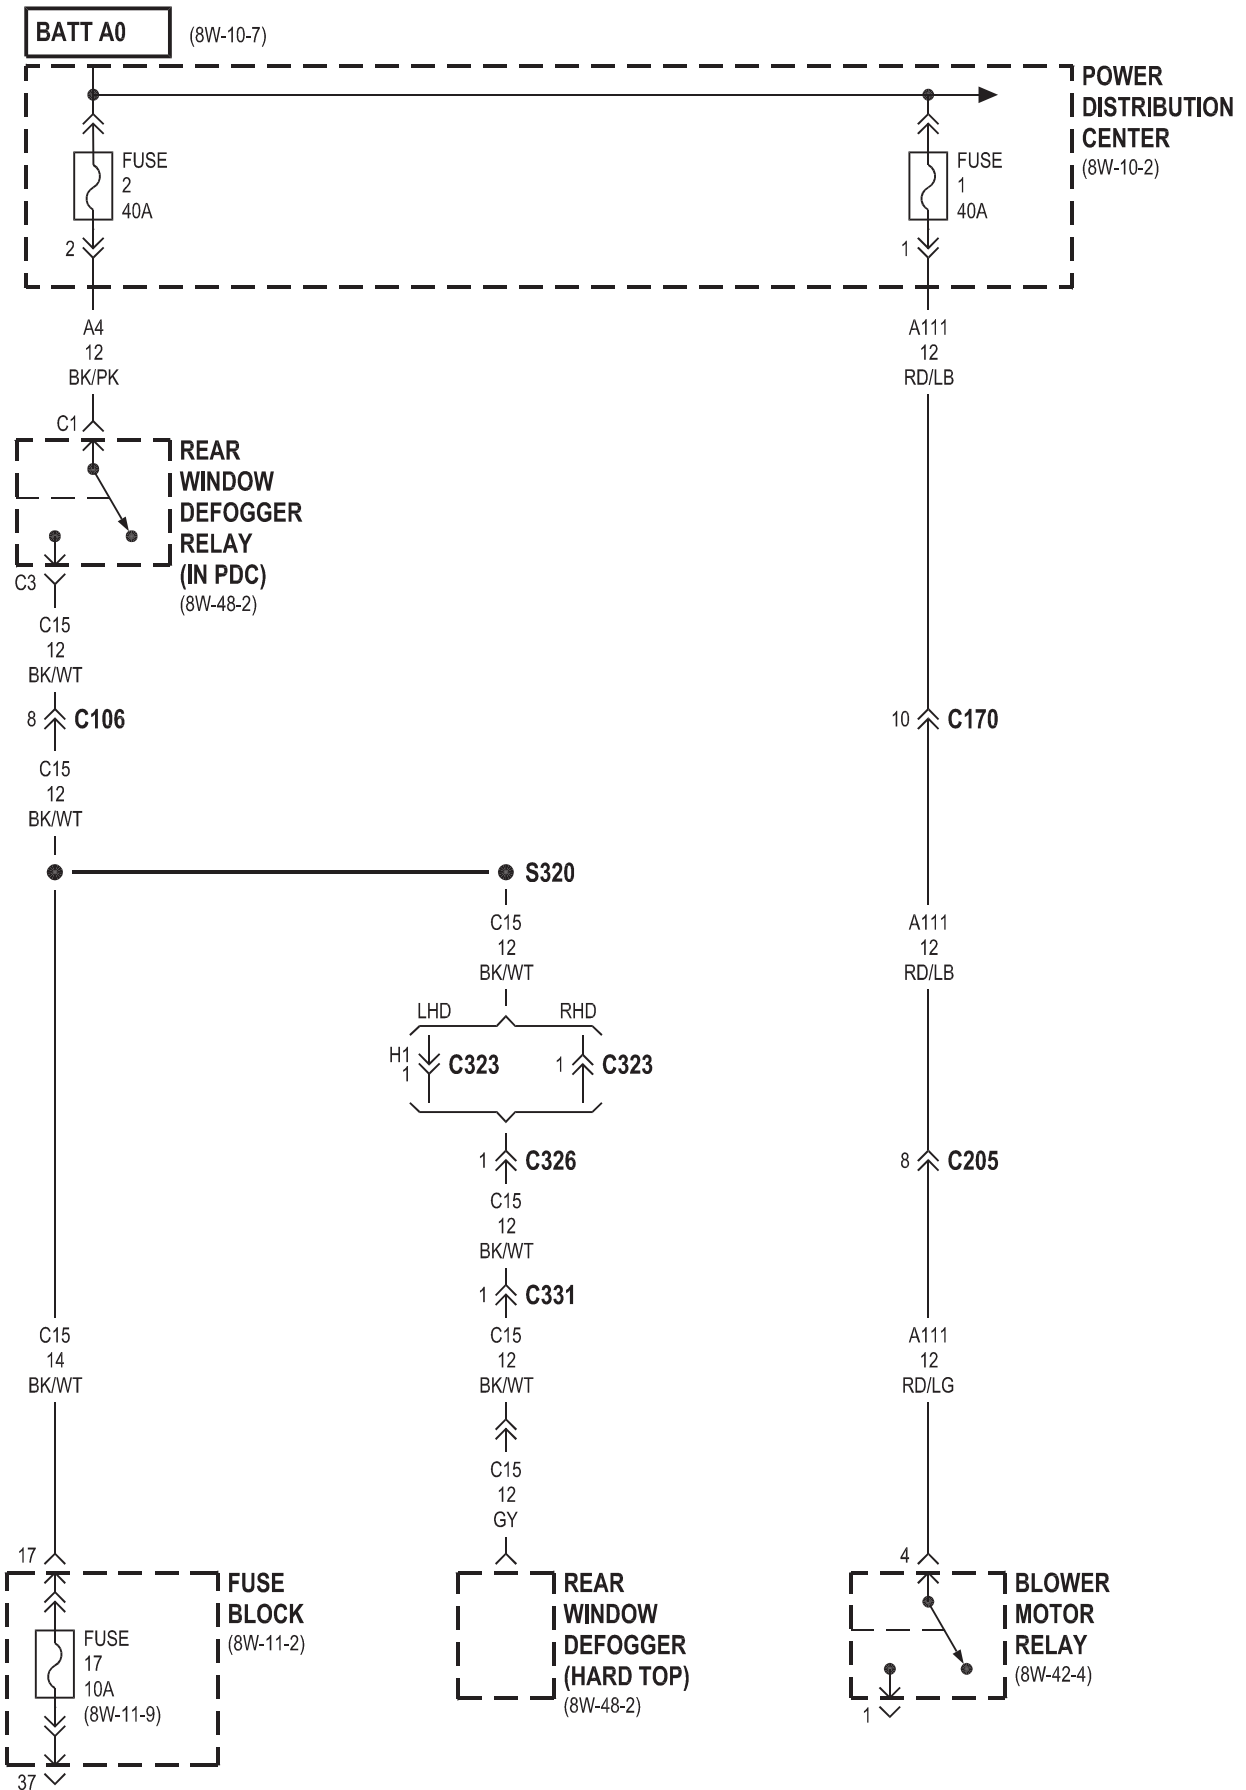 BATT A0
(8W-10-7)
POWER
DISTRIBUTION
CENTER
(8W-10-2)
FUSE
2
40A
2
FUSE
1
40A
1
A4
12
BK/PK
A111
12
RD/LB
C1
REAR
WINDOW
DEFOGGER
RELAY
(IN PDC)
(8W-48-2)
C3
C15
12
BK/WT
8
C106
10
C170
C15
12
BK/WT
S320
C15
12
BK/WT
A111
12
RD/LB
LHD
RHD
H1
1
C323
1
C323
1
C326
8
C205
C15
12
BK/WT
1
C331
C15
14
BK/WT
C15
12
BK/WT
A111
12
RD/LG
C15
12
GY
17
FUSE
BLOCK
(8W-11-2)
FUSE
17
10A
(8W-11-9)
37
REAR
WINDOW
DEFOGGER
(HARD TOP)
(8W-48-2)
4
BLOWER
MOTOR
RELAY
(8W-42-4)
1